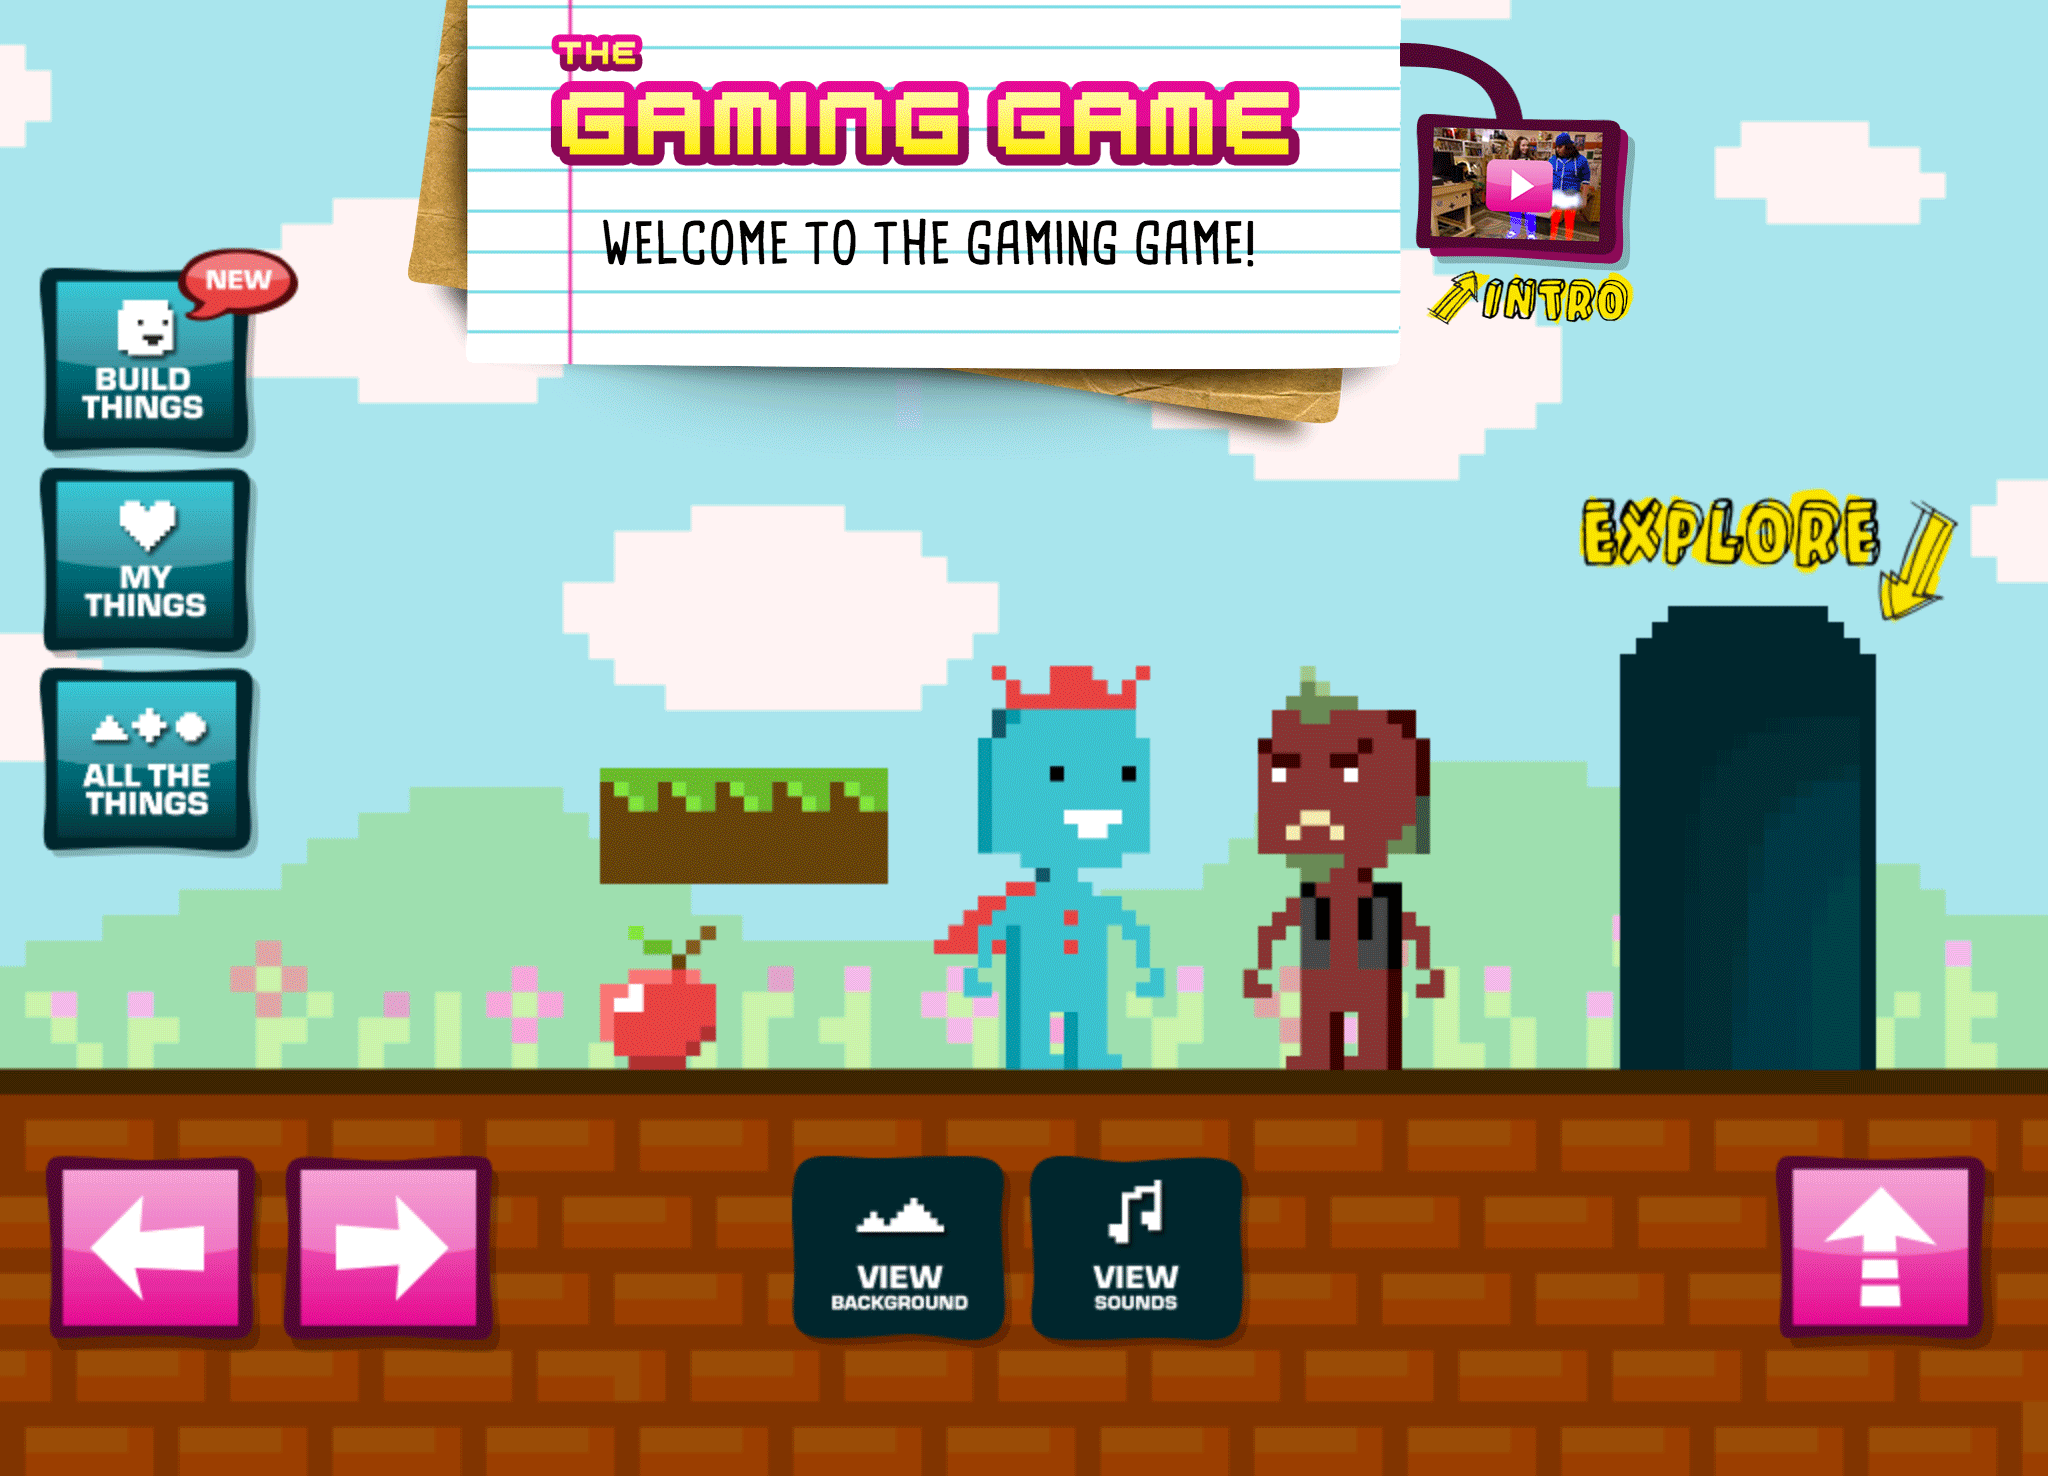 THE
GAMING GAME
WELCOME TO THE GAMING GAME!
INTRO
NEW
BUILD
THINGS
MY
THINGS
ALL THE
THINGS
EXPLORE
VIEW
BACKGROUND
VIEW
SOUNDS